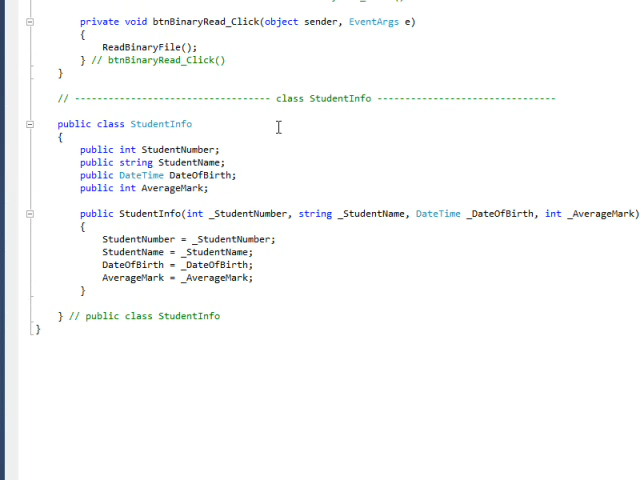 private void btnBinaryRead_Click(object sender, EventArgs e)
{
ReadBinaryFile();
} // btnBinaryRead_Click()
}
// ----------------------------------- class StudentInfo --------------------------------
public class StudentInfo
{
public int StudentNumber;
public string StudentName;
public DateTime DateOfBirth;
public int AverageMark;
public StudentInfo(int _StudentNumber, string _StudentName, DateTime _DateOfBirth, int _AverageMark)
{
StudentNumber = _StudentNumber;
StudentName = _StudentName;
DateOfBirth = _DateOfBirth;
AverageMark = _AverageMark;
}
} // public class StudentInfo
}